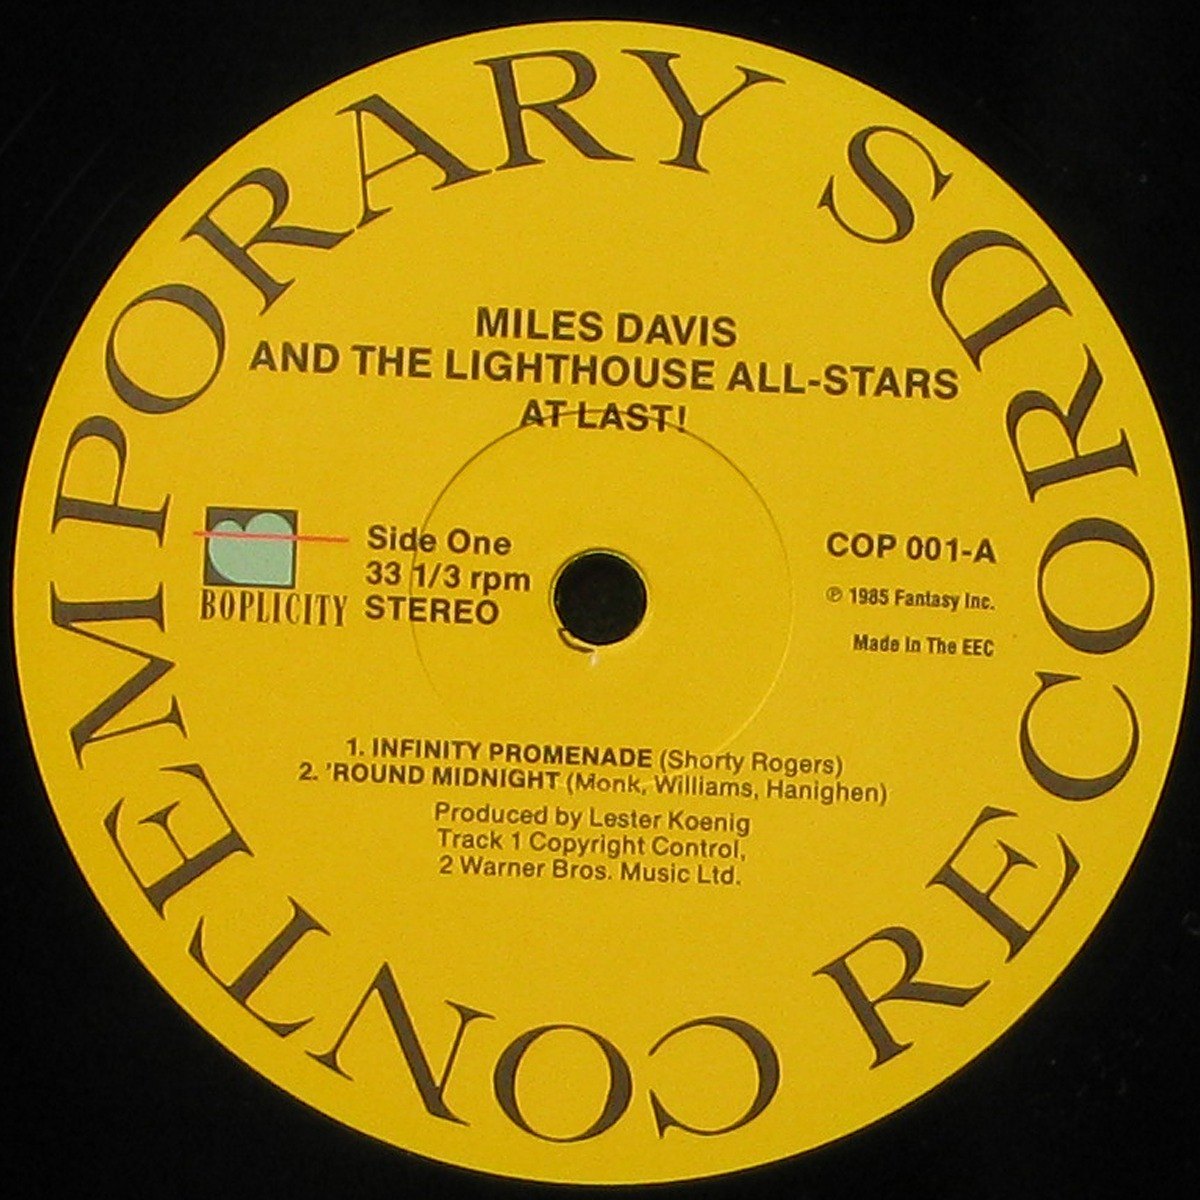 CONTEMPORARY RECORDS
MILES DAVIS
AND THE LIGHTHOUSE ALL-STARS
AT LAST!
BOPLICITY
Side One
33 1/3 rpm
STEREO
COP 001-A
℗ 1985 Fantasy Inc.
Made In The EEC
1. INFINITY PROMENADE (Shorty Rogers)
2. 'ROUND MIDNIGHT (Monk, Williams, Hanighen)
Produced by Lester Koenig
Track 1 Copyright Control,
2 Warner Bros. Music Ltd.